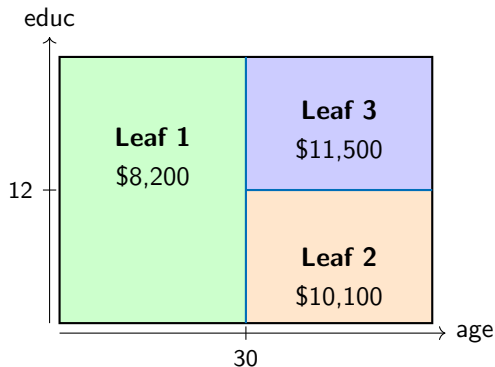 educ
Leaf 3
$11,500
Leaf 1
$8,200
12
Leaf 2
$10,100
age
30